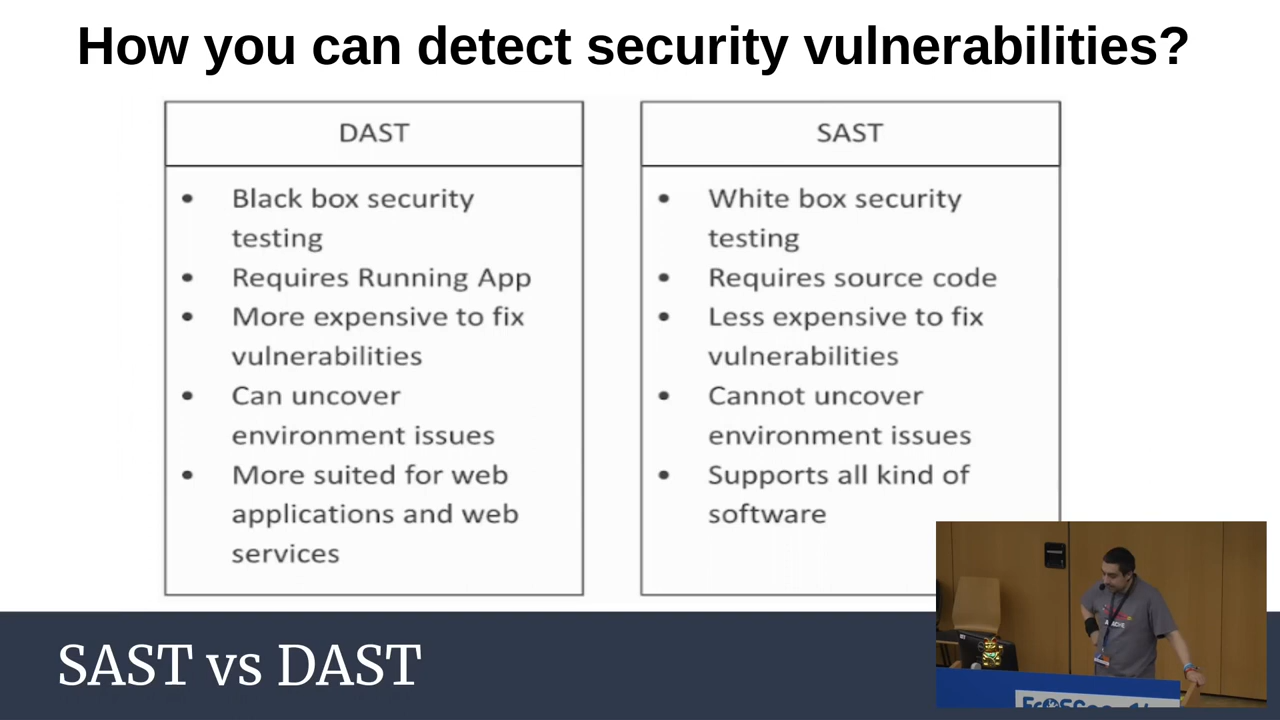 How you can detect security vulnerabilities?
DAST
• Black box security
testing
• Requires Running App
• More expensive to fix
vulnerabilities
• Can uncover
environment issues
• More suited for web
applications and web
services
SAST
• White box security
testing
• Requires source code
• Less expensive to fix
vulnerabilities
• Cannot uncover
environment issues
• Supports all kind of
software
SAST vs DAST